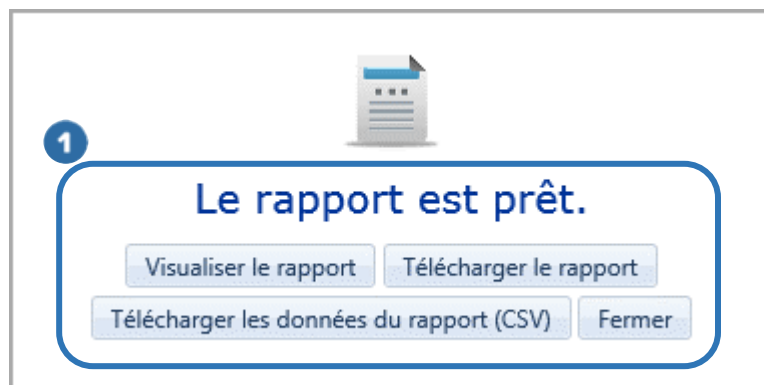 1
Le rapport est prêt.
Visualiser le rapport Télécharger le rapport
Télécharger les données du rapport (CSV) Fermer